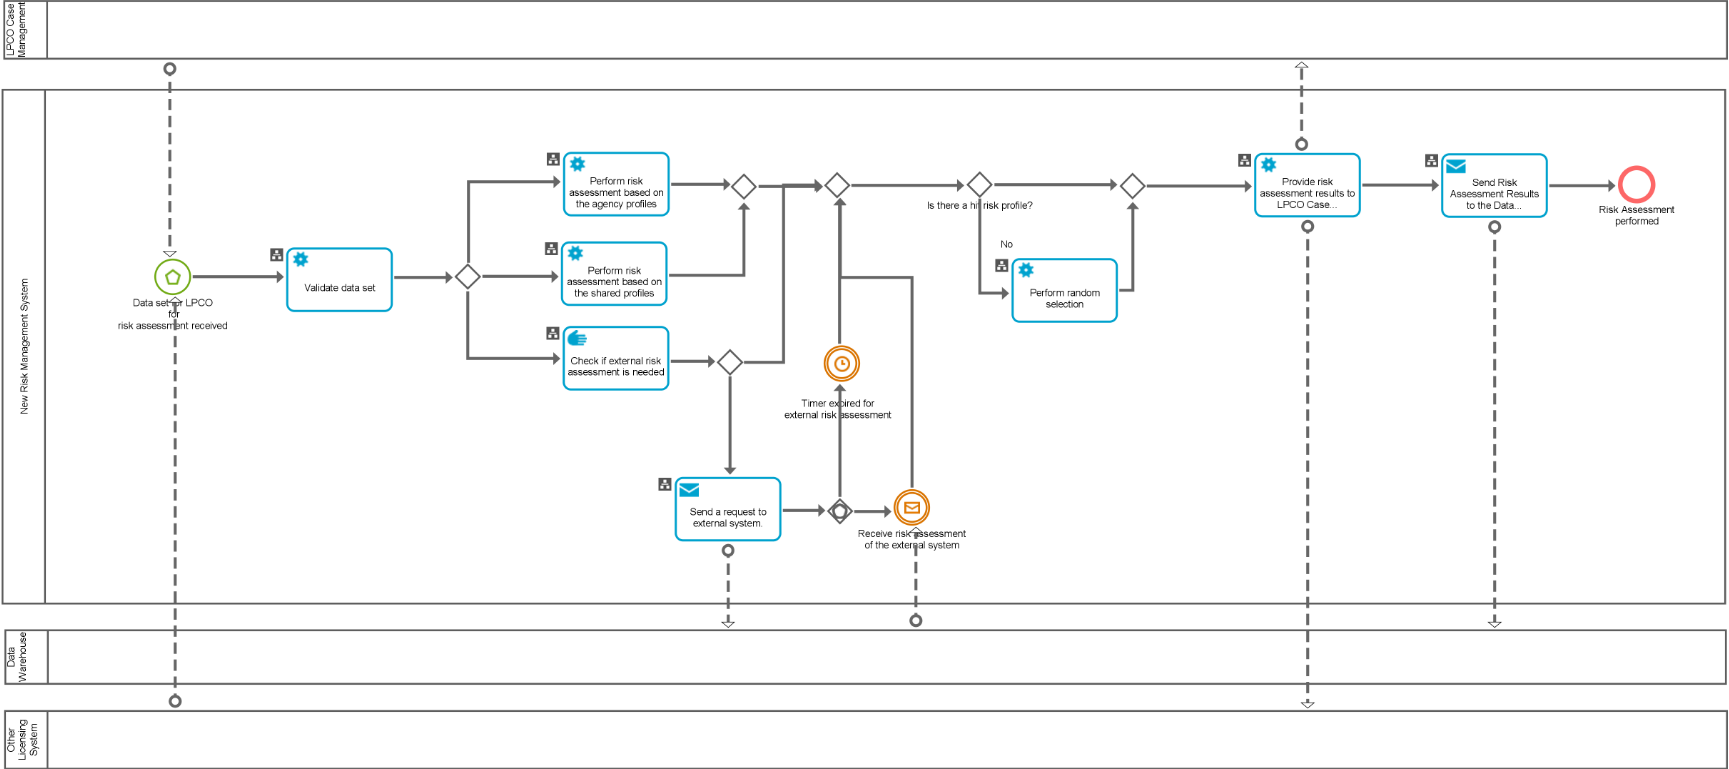 LPCO Case
Management
New Risk Management System
Data set for LPCO
for
risk assessment received
Validate data set
Perform risk
assessment based on
the agency profiles
Perform risk
assessment based on
the shared profiles
Check if external risk
assessment is needed
Send a request to
external system.
Timer expired for
external risk assessment
Receive risk assessment
of the external system
Is there a hit risk profile?
No
Perform random
selection
Provide risk
assessment results to
LPCO Case...
Send Risk
Assessment Results
to the Data...
Risk Assessment
performed
Data
Warehouse
Other
Licensing
System